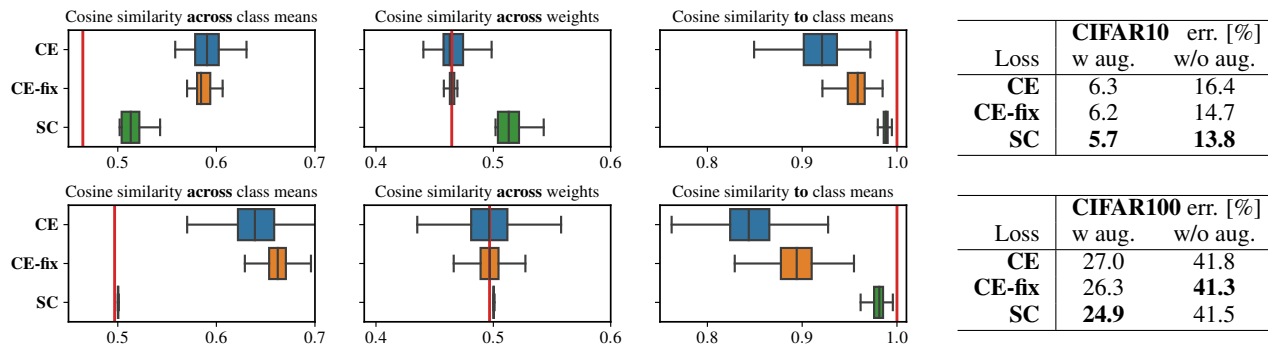 Cosine similarity across class means
Cosine similarity across weights
Cosine similarity to class means
CE
CE-fix
SC
0.5 0.6 0.7
0.4 0.5 0.6
0.8 0.9 1.0
CIFAR10 err. [%]
Loss w aug. w/o aug.
CE 6.3 16.4
CE-fix 6.2 14.7
SC 5.7 13.8
Cosine similarity across class means
Cosine similarity across weights
Cosine similarity to class means
CE
CE-fix
SC
0.5 0.6 0.7
0.4 0.5 0.6
0.8 0.9 1.0
CIFAR100 err. [%]
Loss w aug. w/o aug.
CE 27.0 41.8
CE-fix 26.3 41.3
SC 24.9 41.5